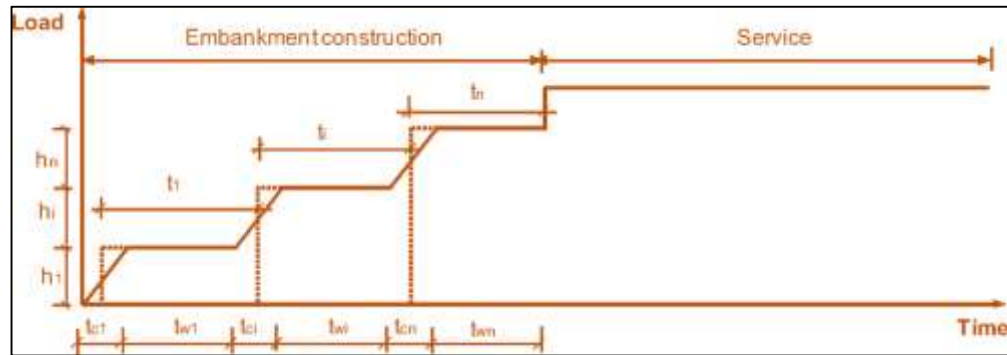 Load
Embankment construction
Service
tn
ti
hn
t1
hi
h1
tc1
tw1
tci
twi
tcn
twn
Time